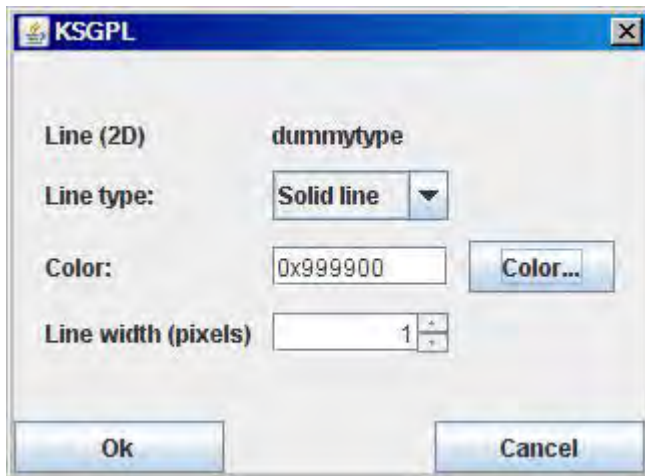 KSGPL
Line (2D) dummytype
Line type: Solid line
Color: 0x999900 Color...
Line width (pixels) 1
Ok Cancel